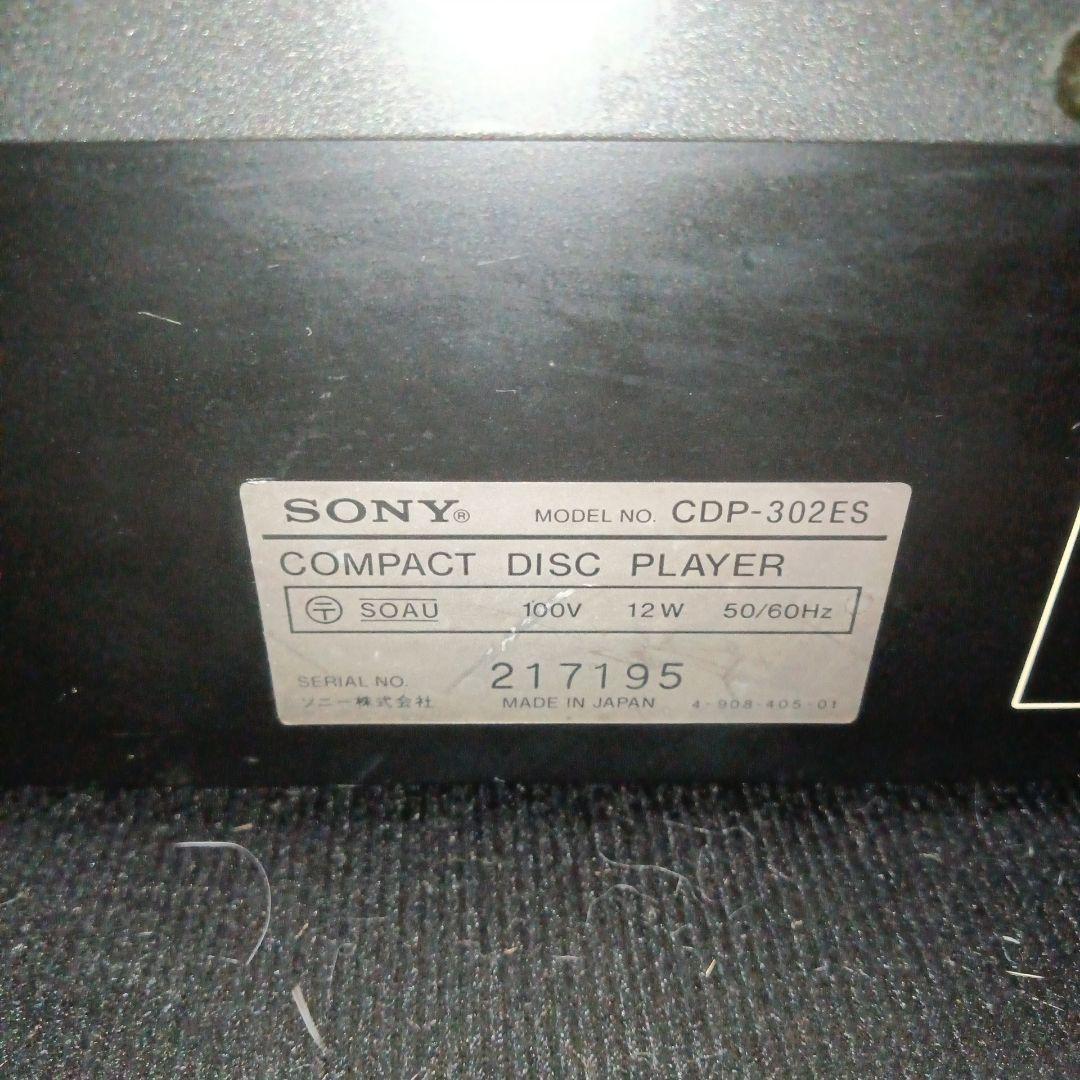 SONY® MODEL NO. CDP-302ES
COMPACT DISC PLAYER
〒 SOAU 100V 12W 50/60Hz
SERIAL NO. 217195
ソニー株式会社 MADE IN JAPAN 4-908-405-01